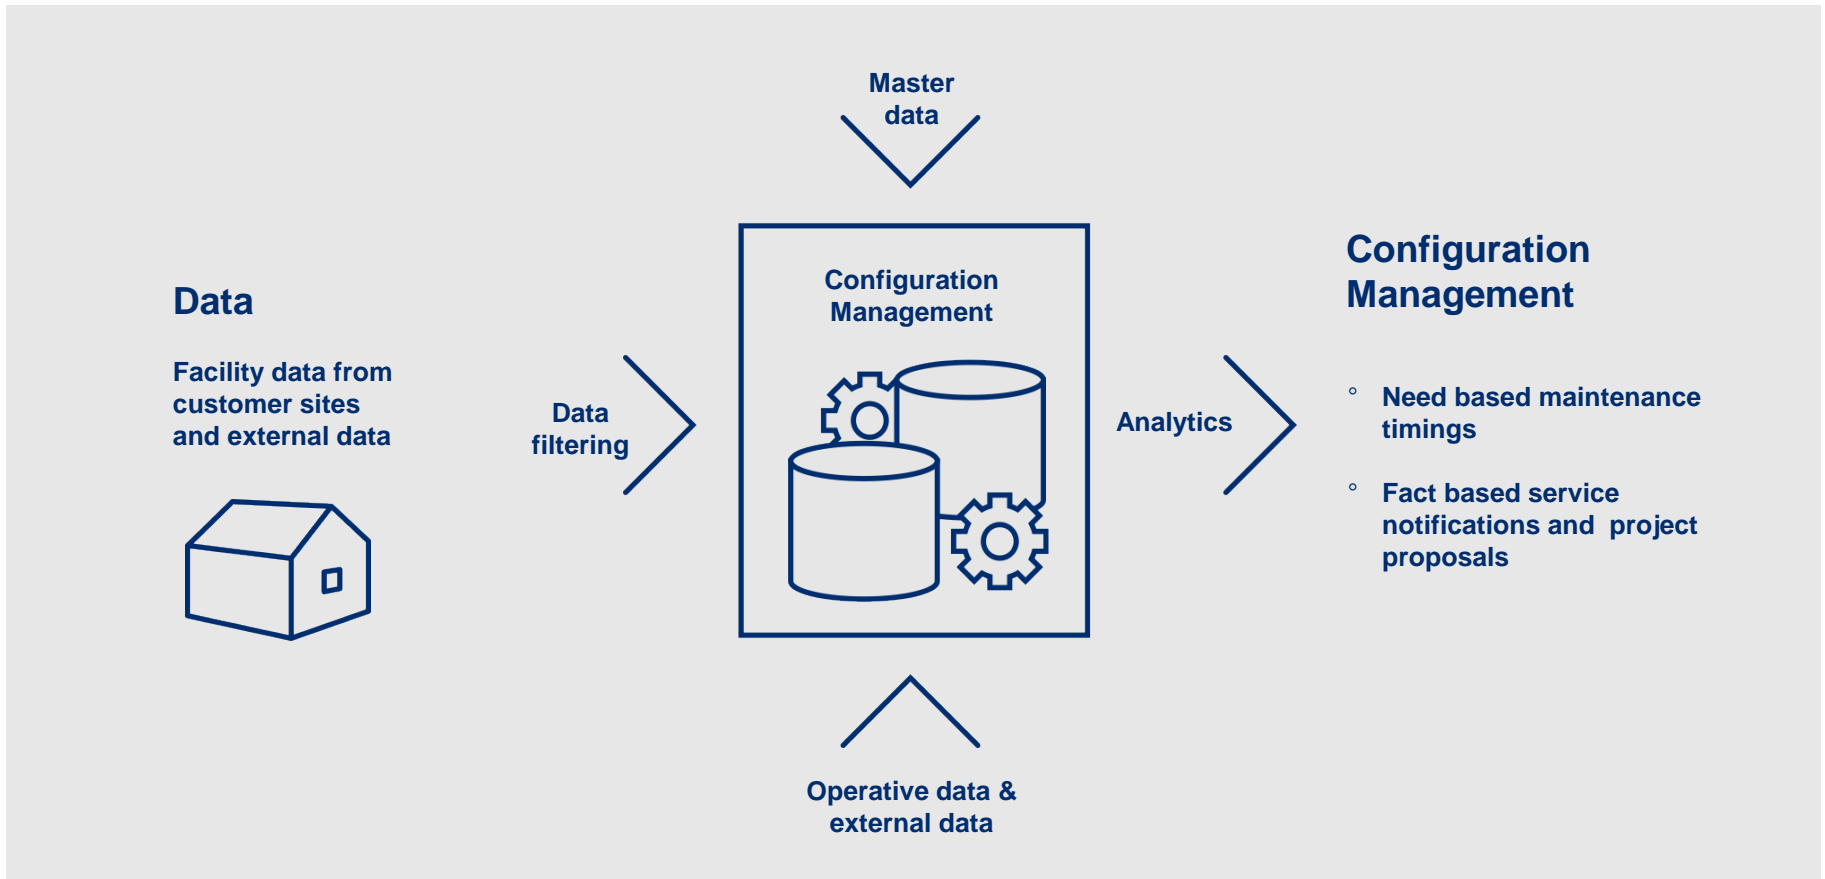 Master
data
Data
Facility data from
customer sites
and external data
Data
filtering
Configuration
Management
Analytics
Configuration
Management
° Need based maintenance
timings
° Fact based service
notifications and  project
proposals
Operative data &
external data